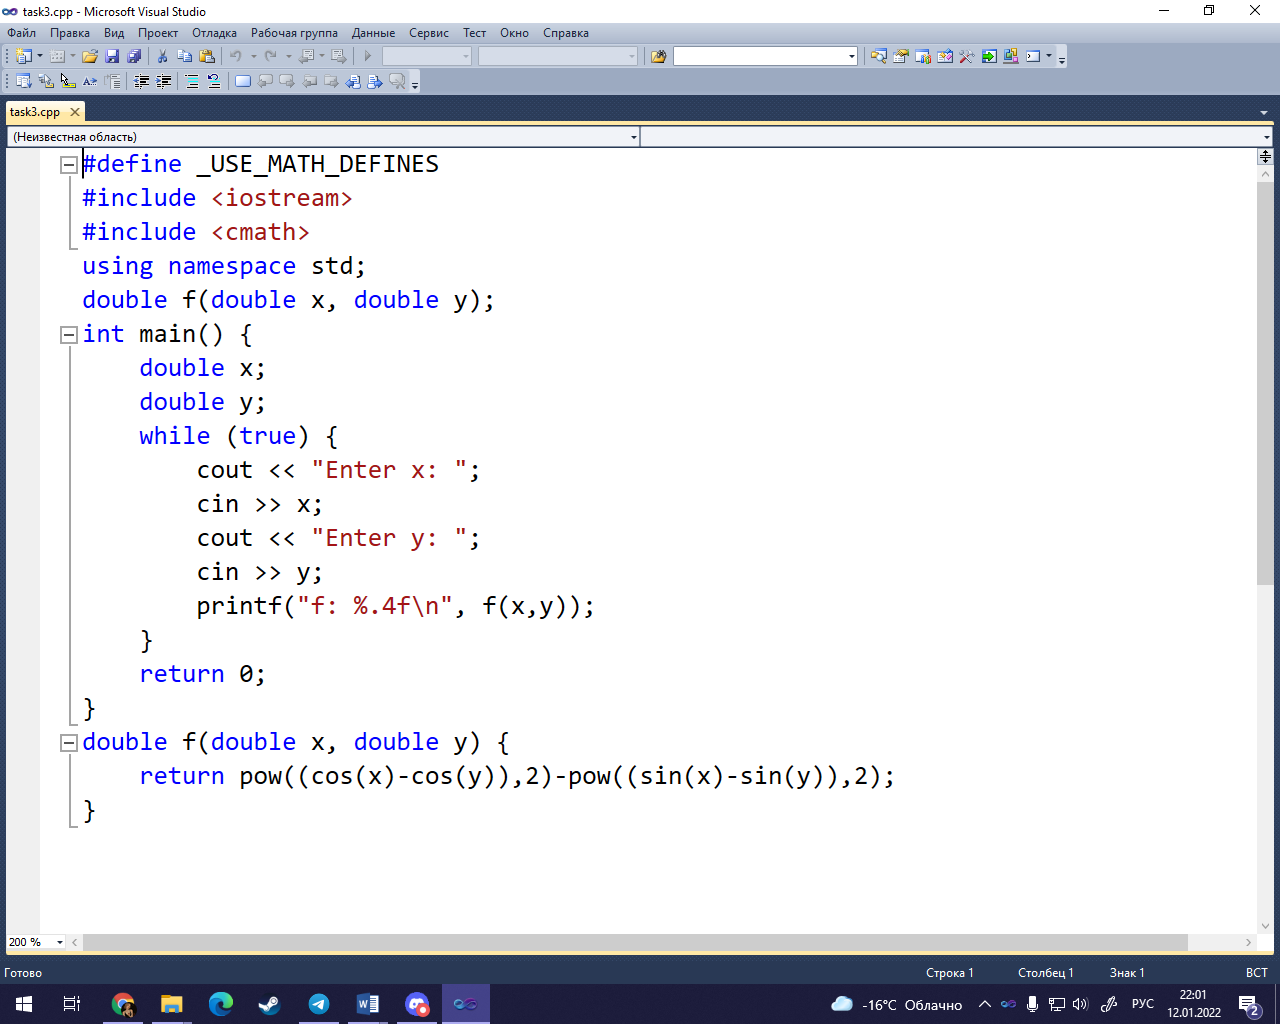 task3.cpp - Microsoft Visual Studio
Файл Правка Вид Проект Отладка Рабочая группа Данные Сервис Тест Окно Справка
task3.cpp
(Неизвестная область)
#define _USE_MATH_DEFINES
#include <iostream>
#include <cmath>
using namespace std;
double f(double x, double y);
int main() {
    double x;
    double y;
    while (true) {
        cout << "Enter x: ";
        cin >> x;
        cout << "Enter y: ";
        cin >> y;
        printf("f: %.4f\n", f(x,y));
    }
    return 0;
}
double f(double x, double y) {
    return pow((cos(x)-cos(y)),2)-pow((sin(x)-sin(y)),2);
}
200 %
Готово Строка 1 Столбец 1 Знак 1 ВСТ
-16°C Облачно РУС 22:01
12.01.2022 2